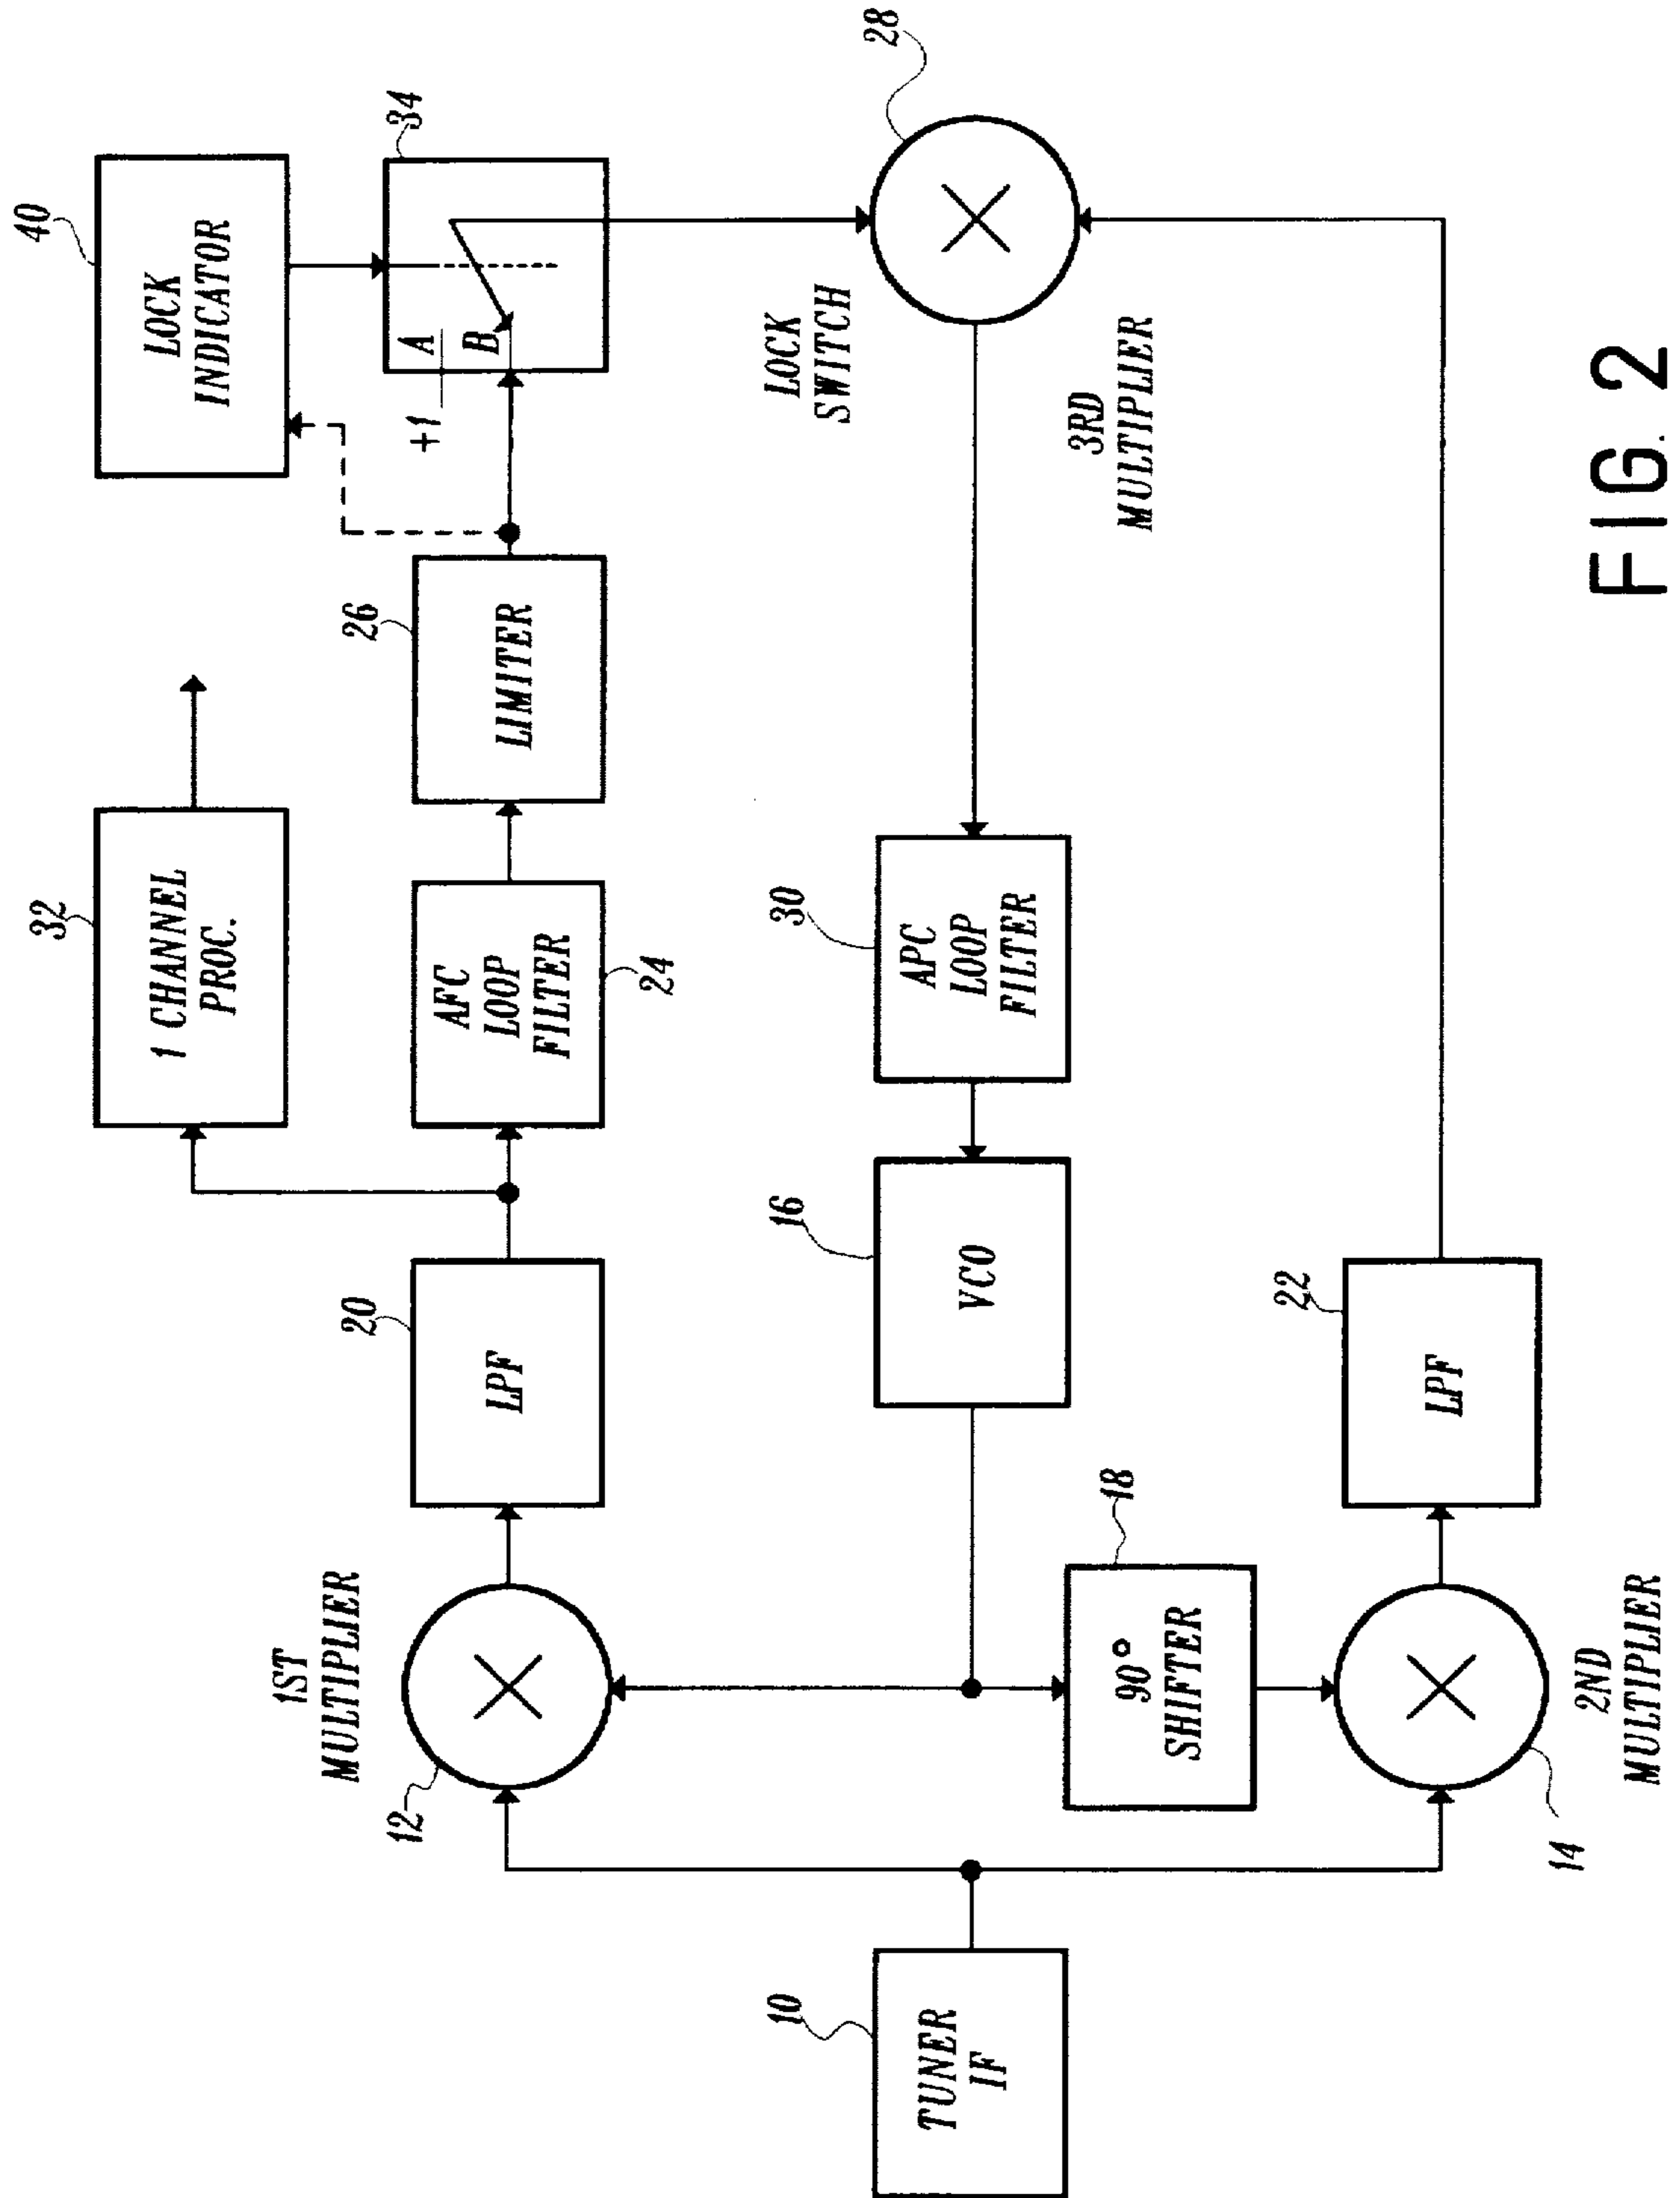 40
LOCK
INDICATOR
34
A
B
+1
28
32
1 CHANNEL
PROC.
26
LIMITER
LOCK
SWITCH
AFC
LOOP
FILTER
24
30
APC
LOOP
FILTER
3RD
MULTIPLIER
20
LPF
16
VCO
22
LPF
1ST
MULTIPLIER
12
18
90°
SHIFTER
2ND
MULTIPLIER
14
10
TUNER
IF
FIG. 2